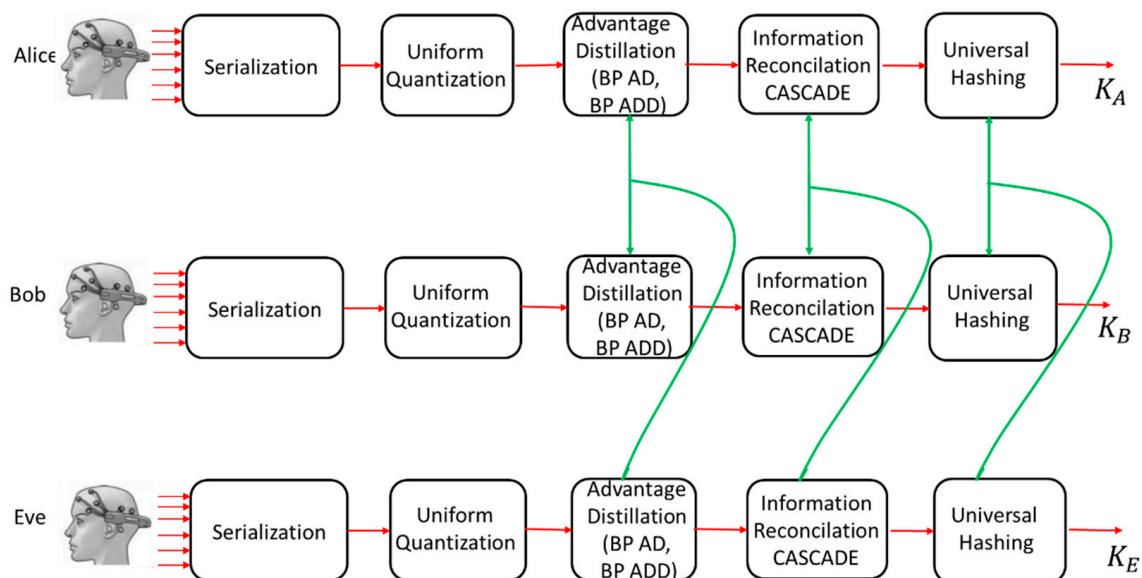 Alice
Serialization
Uniform
Quantization
Advantage
Distillation
(BP AD,
BP ADD)
Information
Reconcilation
CASCADE
Universal
Hashing
K_A
Bob
Serialization
Uniform
Quantization
Advantage
Distillation
(BP AD,
BP ADD)
Information
Reconcilation
CASCADE
Universal
Hashing
K_B
Eve
Serialization
Uniform
Quantization
Advantage
Distillation
(BP AD,
BP ADD)
Information
Reconcilation
CASCADE
Universal
Hashing
K_E